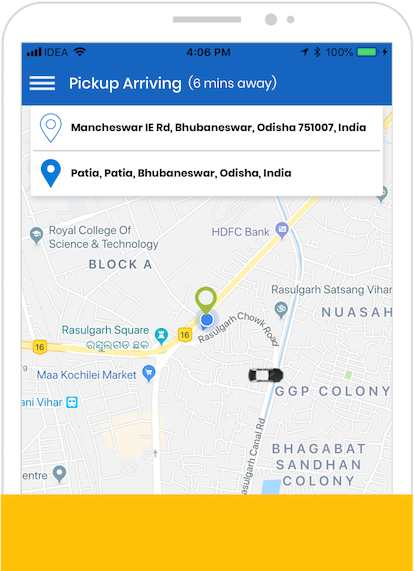 IDEA 4:06 PM 100%
Pickup Arriving (6 mins away)
Mancheswar IE Rd, Bhubaneswar, Odisha 751007, India
Patia, Patia, Bhubaneswar, Odisha, India
Royal College Of
Science & Technology
HDFC Bank
BLOCK A
Rasulgarh Satsang Vihar
NUASAH
Rasulgarh Square
ରସୁଲଗଡ ଛକ
16
Rasulgarh Chowk Road
16
Maa Kochilei Market
GGP COLONY
ani Vihar
asulgarh Canal Rd
BHAGABAT
SANDHAN
COLONY
entre